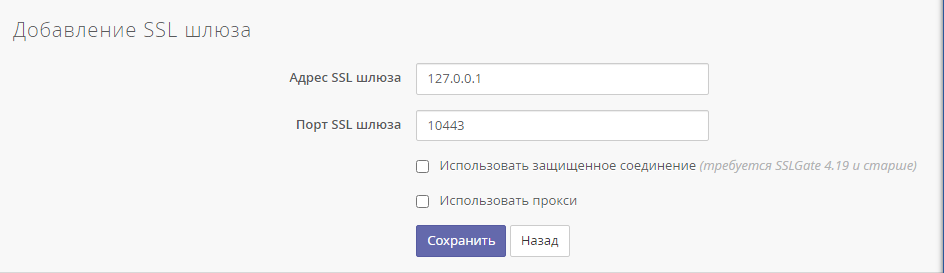 Добавление SSL шлюза
Адрес SSL шлюза 127.0.0.1
Порт SSL шлюза 10443
Использовать защищенное соединение (требуется SSLGate 4.19 и старше)
Использовать прокси
Сохранить Назад